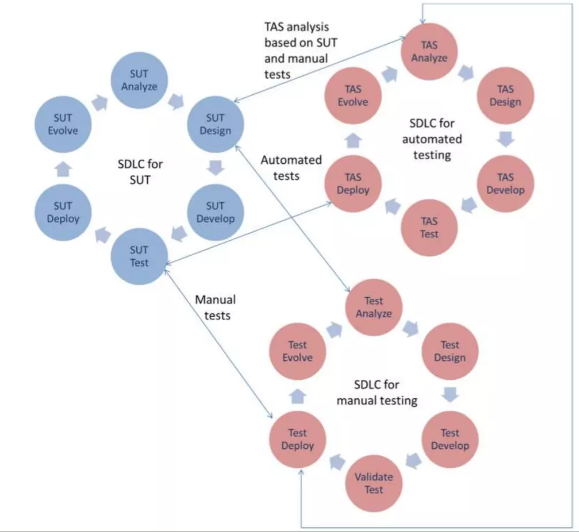 TAS analysis
based on SUT
and manual
tests
SUT
Analyze
SUT
Design
SUT
Develop
SUT
Test
SUT
Deploy
SUT
Evolve
SDLC for
SUT
TAS
Analyze
TAS
Design
TAS
Develop
TAS
Test
TAS
Deploy
TAS
Evolve
SDLC for
automated
testing
Automated
tests
Manual
tests
Test
Analyze
Test
Design
Test
Develop
Validate
Test
Test
Deploy
Test
Evolve
SDLC for
manual testing